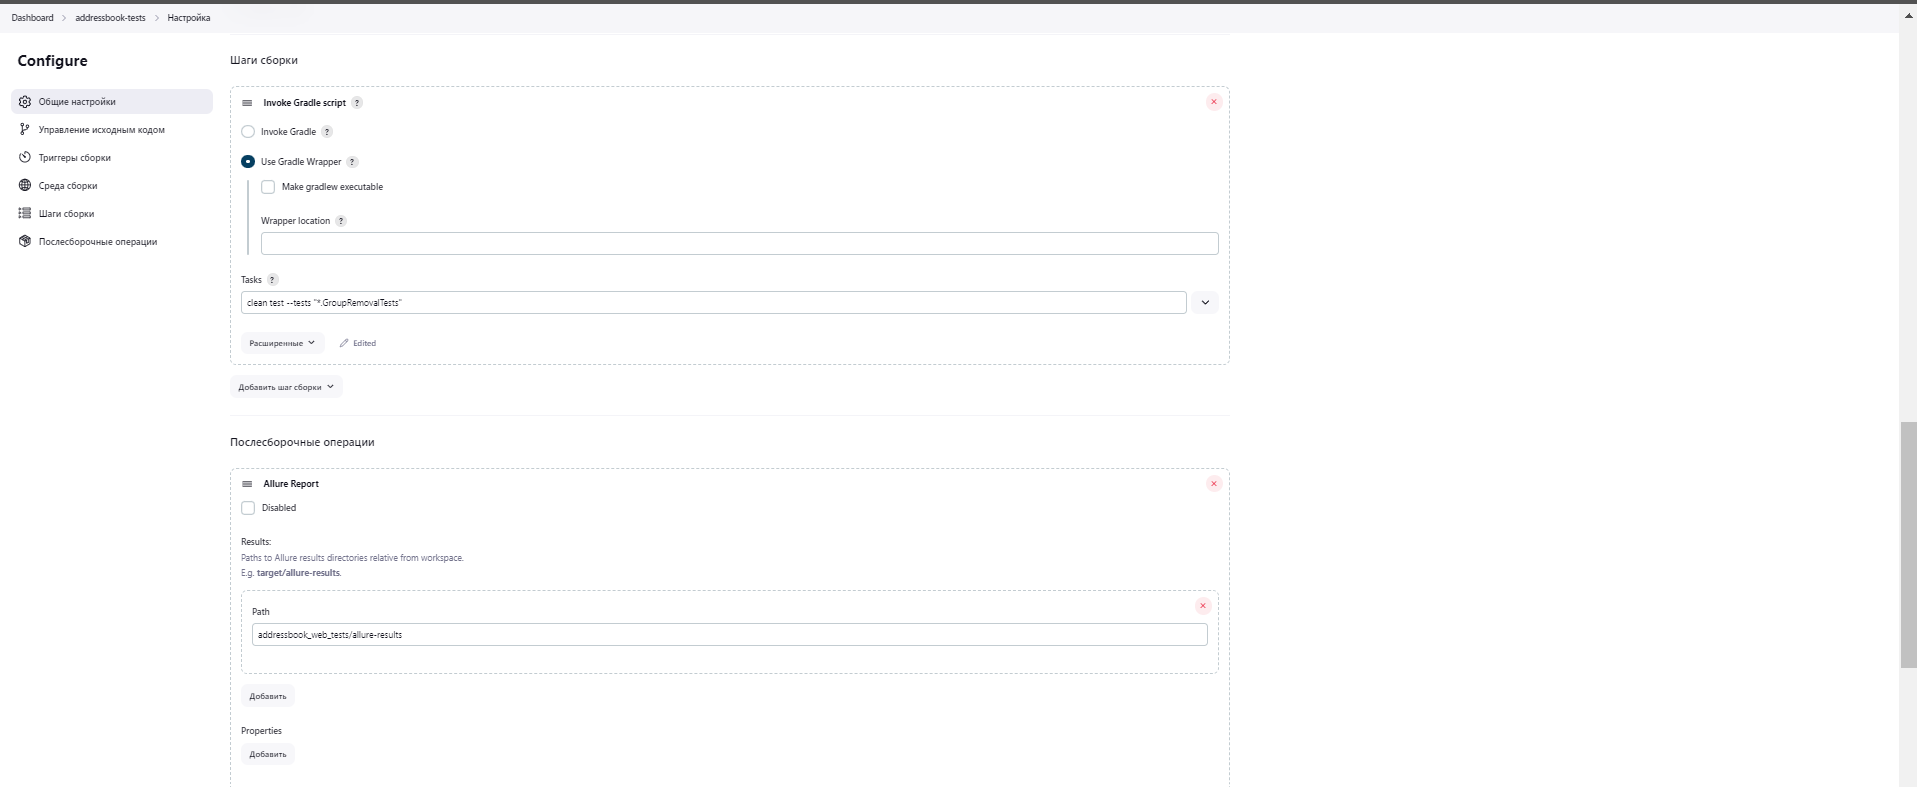 Dashboard > addressbook-tests > Настройка
Configure
Общие настройки
Управление исходным кодом
Триггеры сборки
Среда сборки
Шаги сборки
Послесборочные операции
Шаги сборки
Invoke Gradle script ?
Invoke Gradle ?
Use Gradle Wrapper ?
Make gradlew executable
Wrapper location ?
Tasks ?
clean test --tests "*.GroupRemovalTests"
Расширенные
Edited
Добавить шаг сборки
Послесборочные операции
Allure Report
Disabled
Results:
Paths to Allure results directories relative from workspace.
E.g. target/allure-results.
Path
addressbook_web_tests/allure-results
Добавить
Properties
Добавить